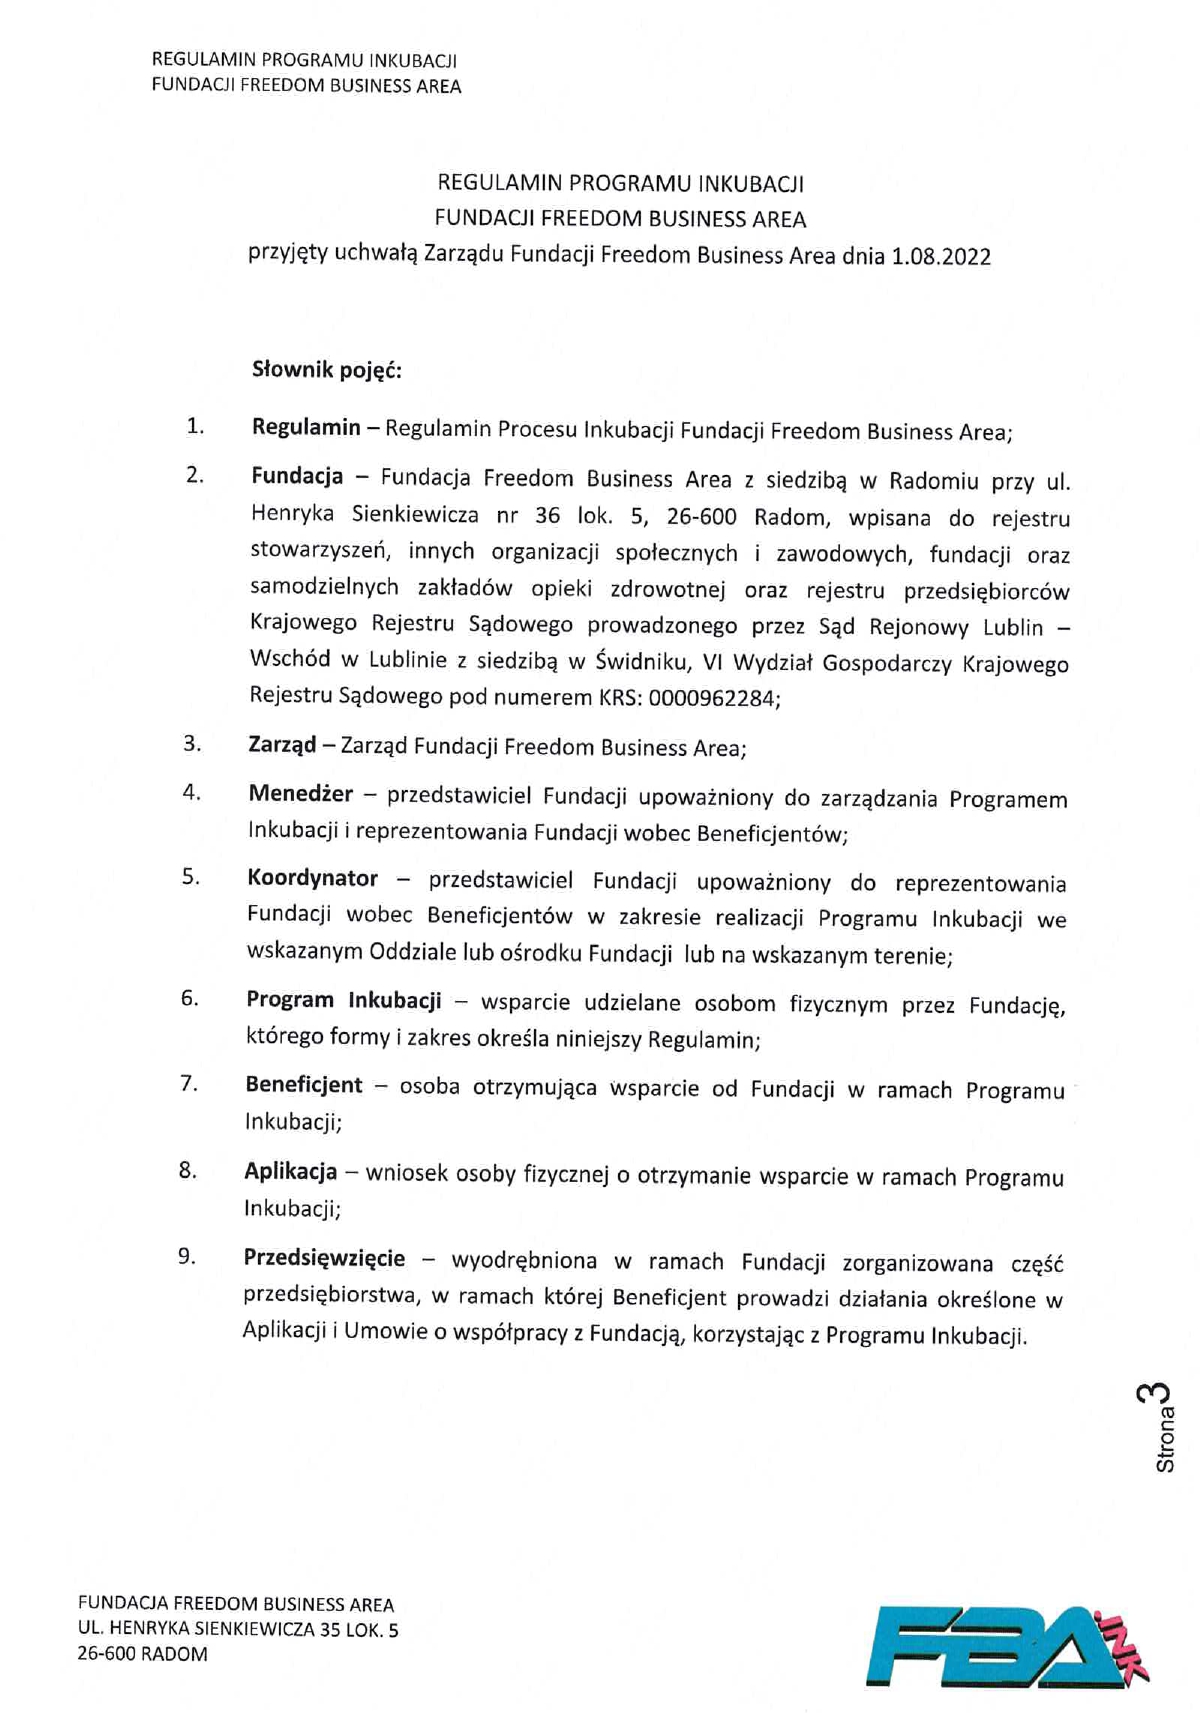 REGULAMIN PROGRAMU INKUBACJI
FUNDACJI FREEDOM BUSINESS AREA
REGULAMIN PROGRAMU INKUBACJI
FUNDACJI FREEDOM BUSINESS AREA
przyjęty uchwałą Zarządu Fundacji Freedom Business Area dnia 1.08.2022
Słownik pojęć:
1. Regulamin – Regulamin Procesu Inkubacji Fundacji Freedom Business Area;
2. Fundacja – Fundacja Freedom Business Area z siedzibą w Radomiu przy ul.
Henryka Sienkiewicza nr 36 lok. 5, 26-600 Radom, wpisana do rejestru
stowarzyszeń, innych organizacji społecznych i zawodowych, fundacji oraz
samodzielnych zakładów opieki zdrowotnej oraz rejestru przedsiębiorców
Krajowego Rejestru Sądowego prowadzonego przez Sąd Rejonowy Lublin –
Wschód w Lublinie z siedzibą w Świdniku, VI Wydział Gospodarczy Krajowego
Rejestru Sądowego pod numerem KRS: 0000962284;
3. Zarząd – Zarząd Fundacji Freedom Business Area;
4. Menedżer – przedstawiciel Fundacji upoważniony do zarządzania Programem
Inkubacji i reprezentowania Fundacji wobec Beneficjentów;
5. Koordynator – przedstawiciel Fundacji upoważniony do reprezentowania
Fundacji wobec Beneficjentów w zakresie realizacji Programu Inkubacji we
wskazanym Oddziale lub ośrodku Fundacji lub na wskazanym terenie;
6. Program Inkubacji – wsparcie udzielane osobom fizycznym przez Fundację,
którego formy i zakres określa niniejszy Regulamin;
7. Beneficjent – osoba otrzymująca wsparcie od Fundacji w ramach Programu
Inkubacji;
8. Aplikacja – wniosek osoby fizycznej o otrzymanie wsparcie w ramach Programu
Inkubacji;
9. Przedsięwzięcie – wyodrębniona w ramach Fundacji zorganizowana część
przedsiębiorstwa, w ramach której Beneficjent prowadzi działania określone w
Aplikacji i Umowie o współpracy z Fundacją, korzystając z Programu Inkubacji.
Strona 3
FUNDACJA FREEDOM BUSINESS AREA
UL. HENRYKA SIENKIEWICZA 35 LOK. 5
26-600 RADOM
FBA.INK